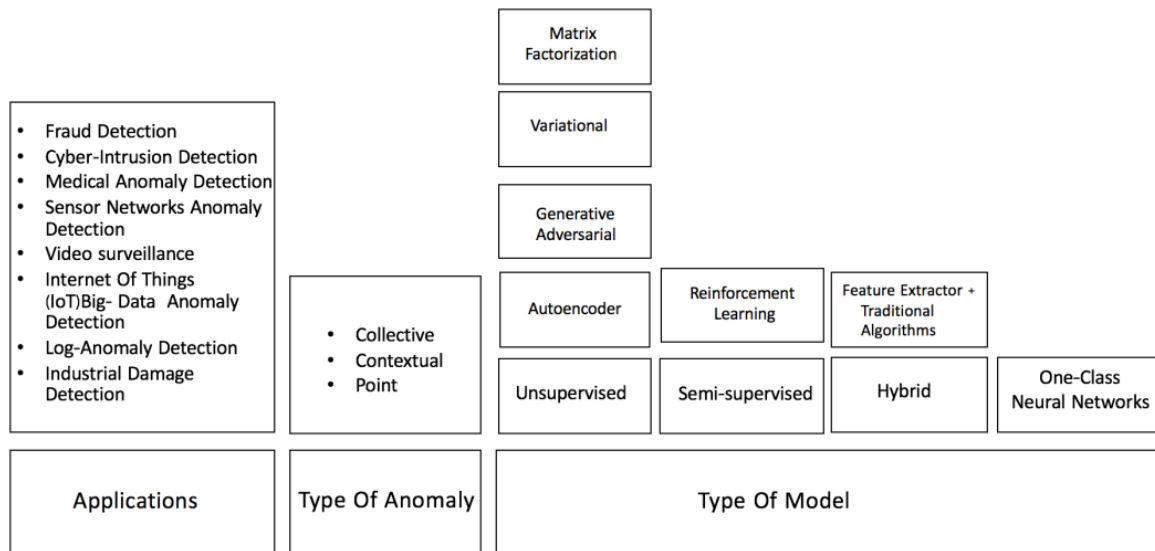 Matrix
Factorization
Variational
Generative
Adversarial
• Fraud Detection
• Cyber-Intrusion Detection
• Medical Anomaly Detection
• Sensor Networks Anomaly
Detection
• Video surveillance
• Internet Of Things
(IoT)Big- Data Anomaly
Detection
• Log-Anomaly Detection
• Industrial Damage
Detection
• Collective
• Contextual
• Point
Autoencoder
Reinforcement
Learning
Feature Extractor +
Traditional
Algorithms
Unsupervised
Semi-supervised
Hybrid
One-Class
Neural Networks
Applications
Type Of Anomaly
Type Of Model